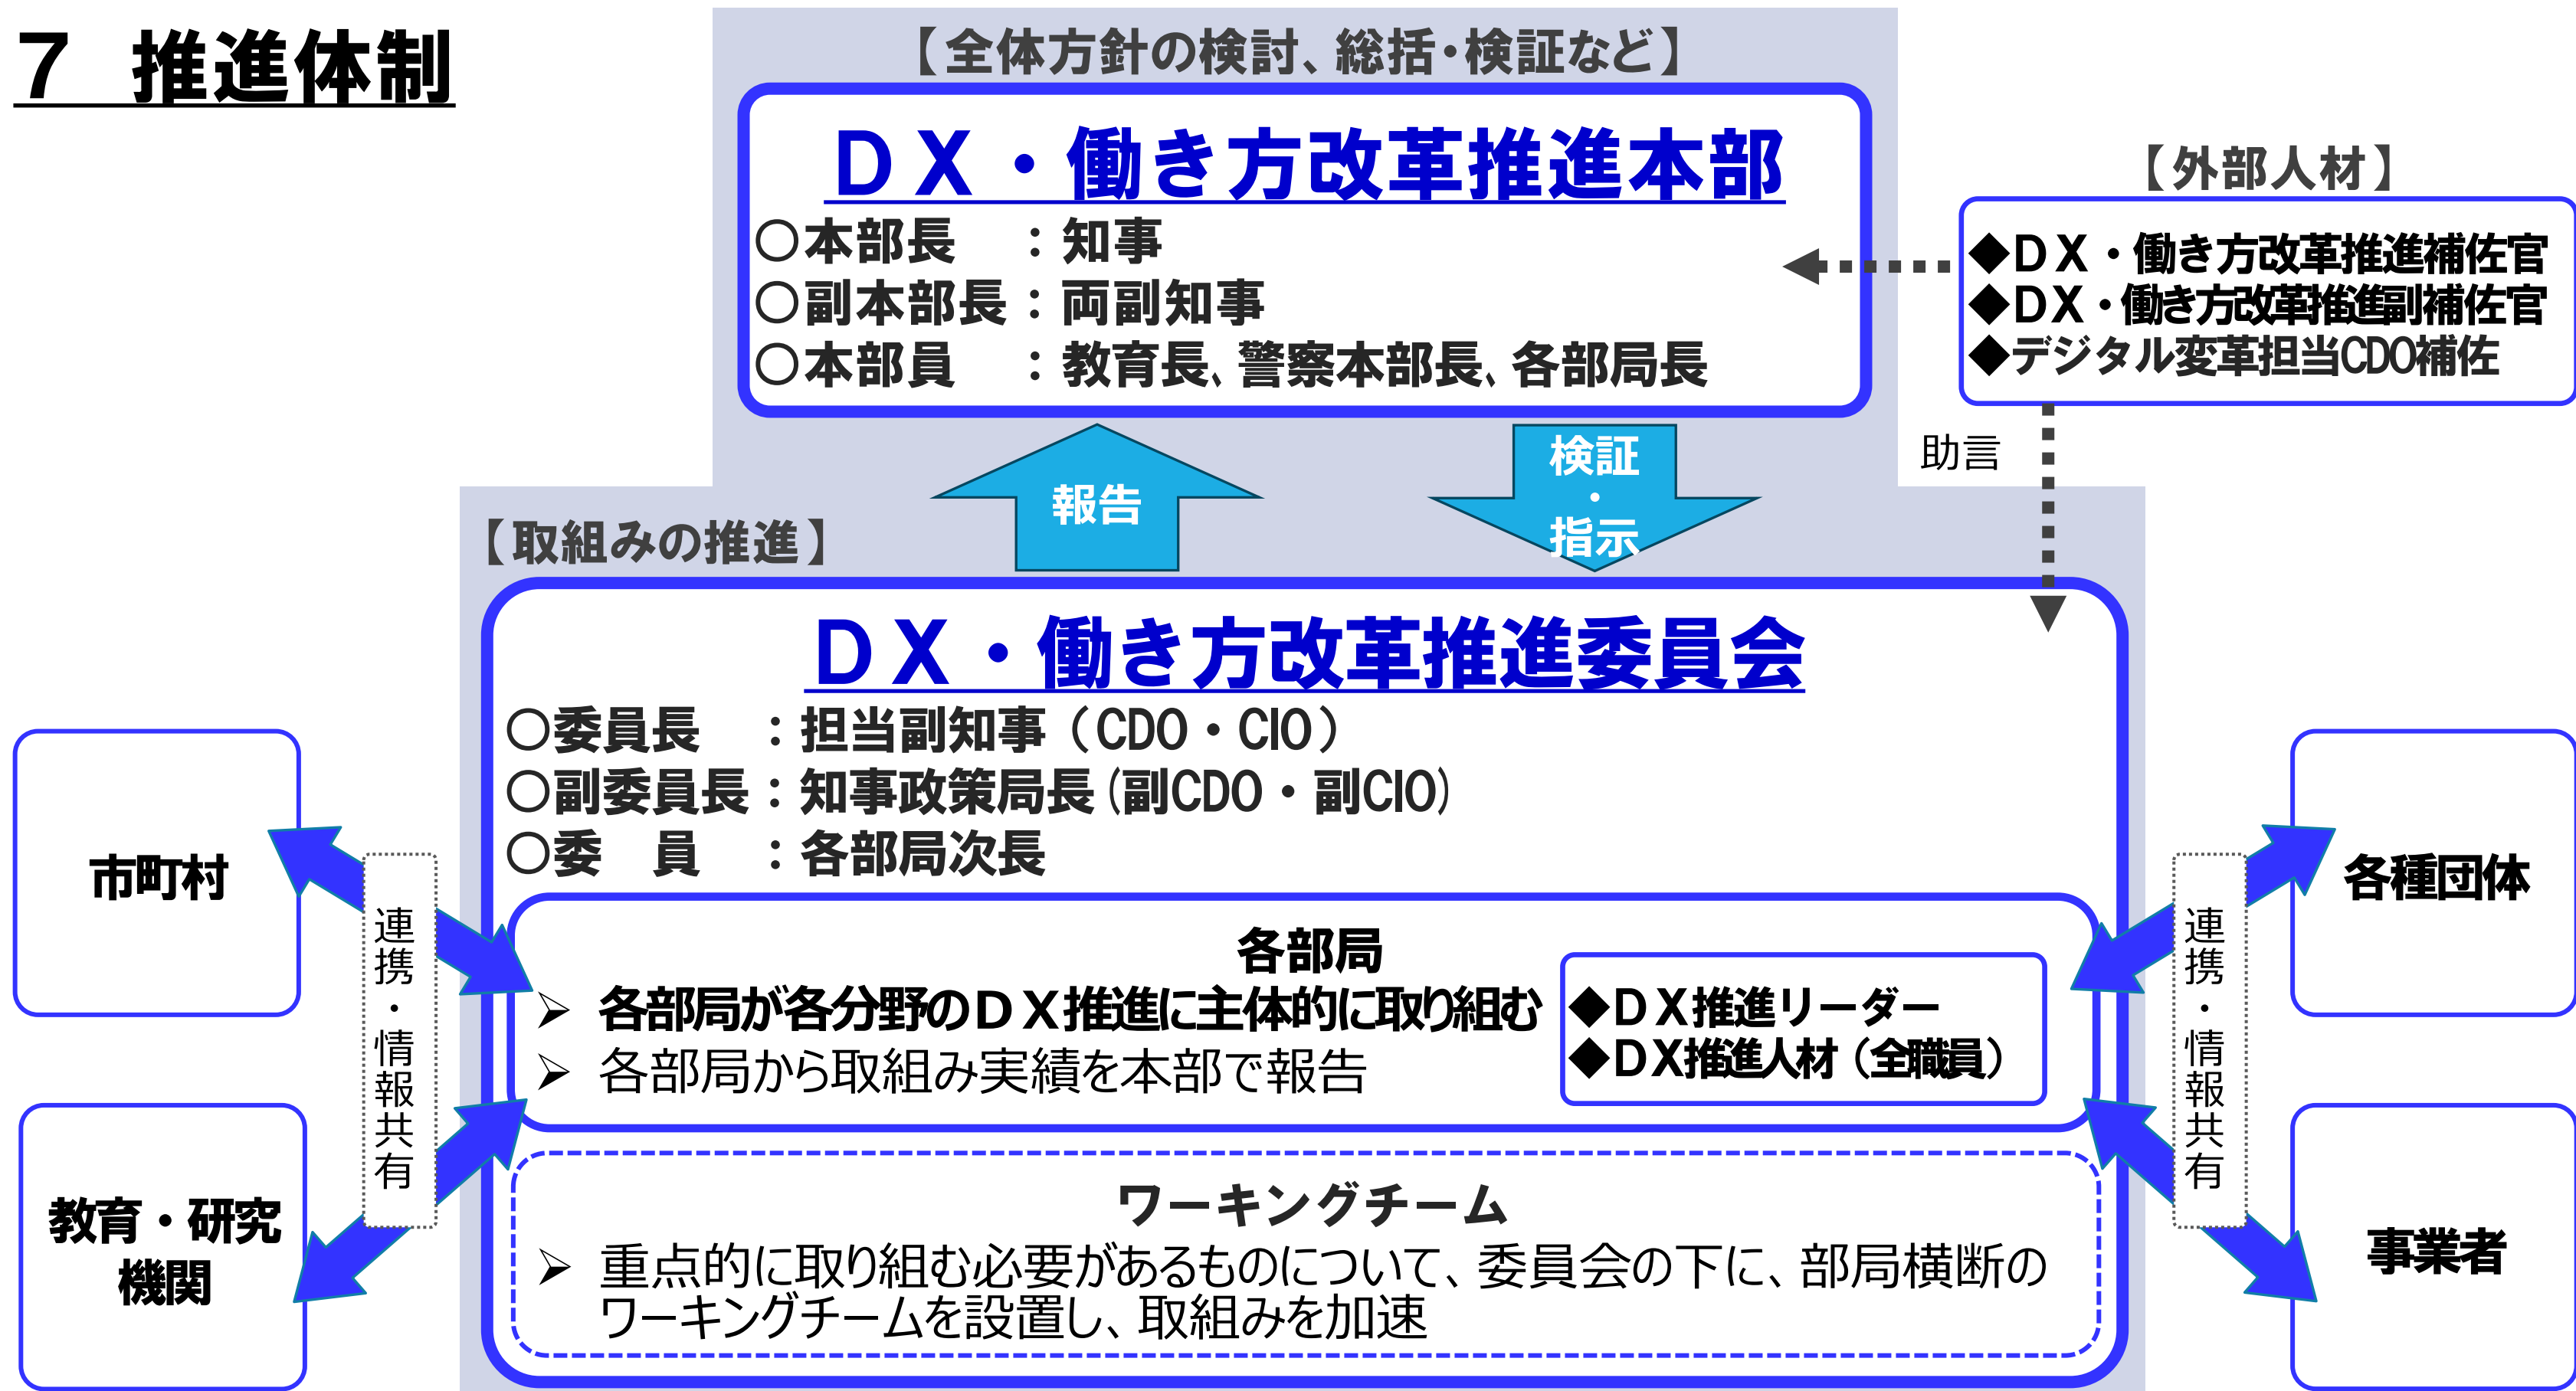 ７　推進体制
【全体方針の検討、総括・検証など】
ＤＸ・働き方改革推進本部
○本部長　：知事
○副本部長：両副知事
○本部員　：教育長、警察本部長、各部局長
【外部人材】
◆ＤＸ・働き方改革推進補佐官
◆ＤＸ・働き方改革推進副補佐官
◆デジタル変革担当CDO補佐
助言
報告
検証
・
指示
【取組みの推進】
ＤＸ・働き方改革推進委員会
○委員長　：担当副知事（CDO・CIO）
○副委員長：知事政策局長(副CDO・副CIO)
○委　員　：各部局次長
各部局
➢ 各部局が各分野のＤＸ推進に主体的に取り組む
➢ 各部局から取組み実績を本部で報告
◆ＤＸ推進リーダー
◆ＤＸ推進人材（全職員）
ワーキングチーム
➢ 重点的に取り組む必要があるものについて、委員会の下に、部局横断の
ワーキングチームを設置し、取組みを加速
市町村
教育・研究
機関
連携・情報共有
連携・情報共有
各種団体
事業者